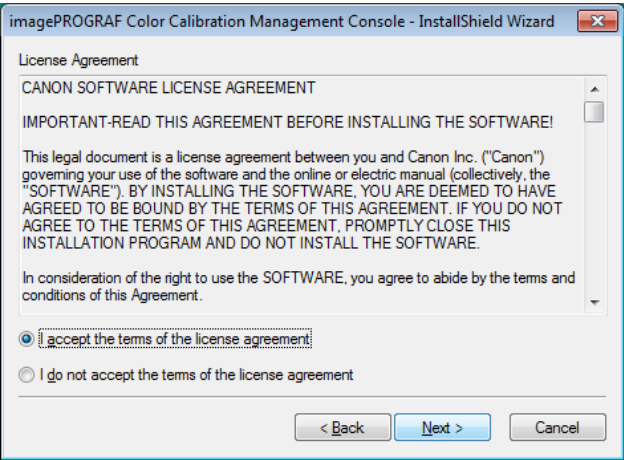 imagePROGRAF Color Calibration Management Console - InstallShield Wizard
License Agreement
CANON SOFTWARE LICENSE AGREEMENT
IMPORTANT-READ THIS AGREEMENT BEFORE INSTALLING THE SOFTWARE!
This legal document is a license agreement between you and Canon Inc. ("Canon")
governing your use of the software and the online or electric manual (collectively, the
"SOFTWARE"). BY INSTALLING THE SOFTWARE, YOU ARE DEEMED TO HAVE
AGREED TO BE BOUND BY THE TERMS OF THIS AGREEMENT. IF YOU DO NOT
AGREE TO THE TERMS OF THIS AGREEMENT, PROMPTLY CLOSE THIS
INSTALLATION PROGRAM AND DO NOT INSTALL THE SOFTWARE.
In consideration of the right to use the SOFTWARE, you agree to abide by the terms and
conditions of this Agreement.
I accept the terms of the license agreement
I do not accept the terms of the license agreement
< Back Next > Cancel